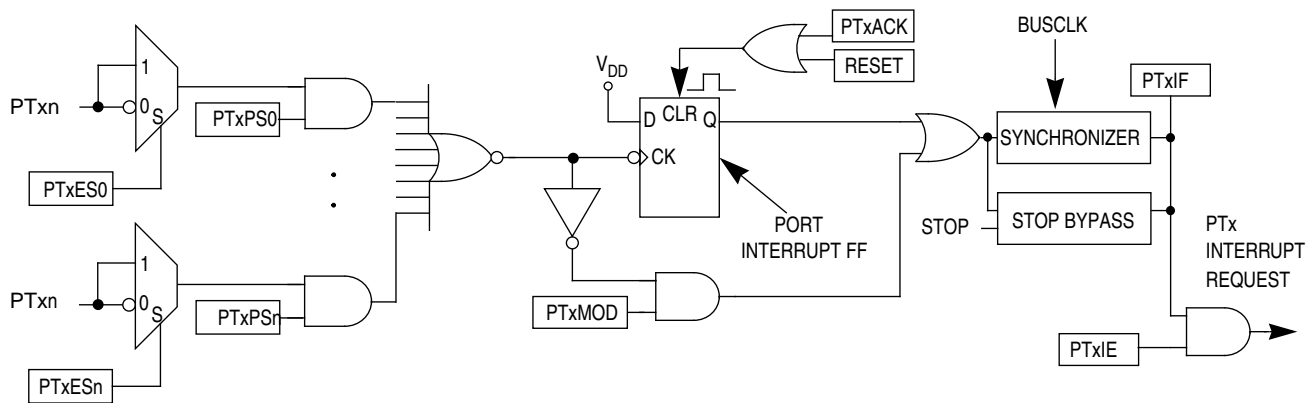 PTxn
1
0
S
PTxES0
PTxPS0
PTxn
1
0
S
PTxESn
PTxPSn
VDD
D
CLR
Q
CK
PTxACK
RESET
PORT
INTERRUPT FF
PTxMOD
BUSCLK
SYNCHRONIZER
STOP
STOP BYPASS
PTxIF
PTx
INTERRUPT
REQUEST
PTxIE